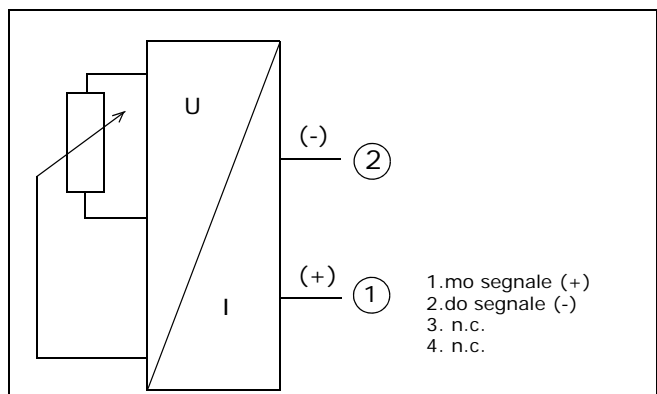 U
(-)
2
(+)
1
I
1.mo segnale (+)
2.do segnale (-)
3. n.c.
4. n.c.